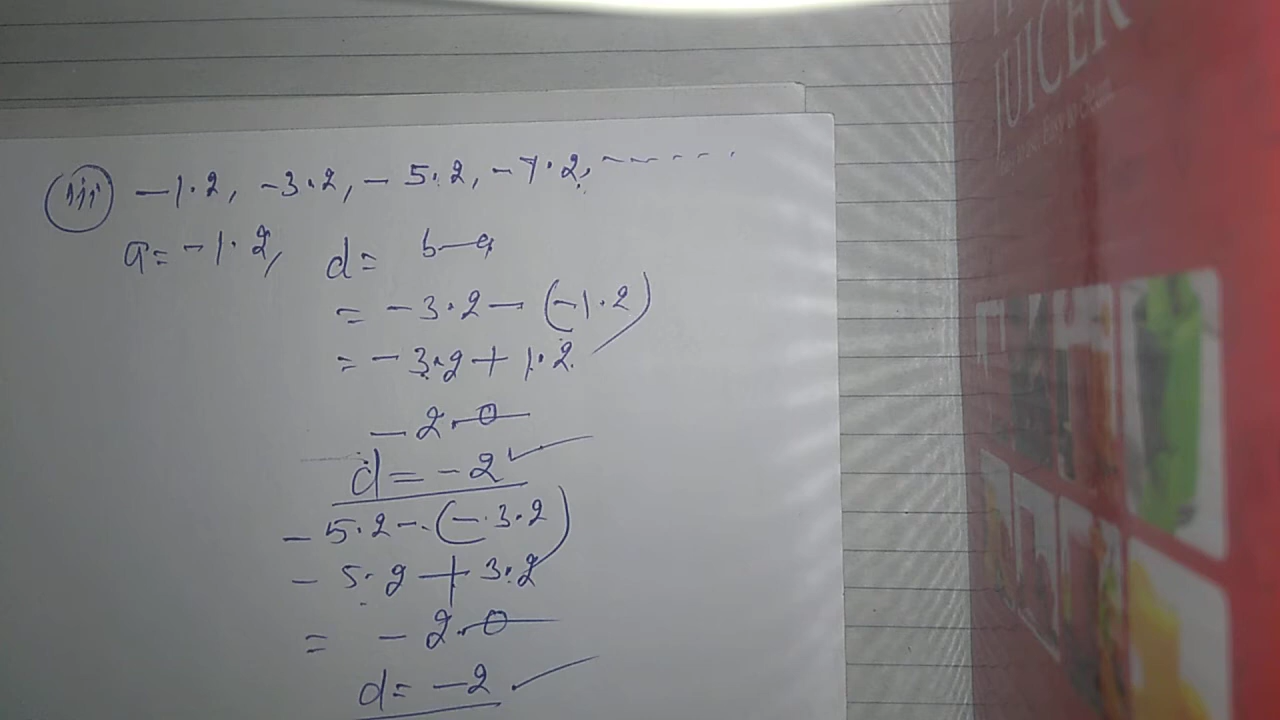 (iii) -1.2, -3.2, -5.2, -7.2, ------
a = -1.2, d = b-a
= -3.2 - (-1.2)
= -3.2 + 1.2
-2.0
d = -2 ✓
-5.2 - (-3.2)
-5.2 + 3.2
= -2.0
d = -2 ✓
JUICER